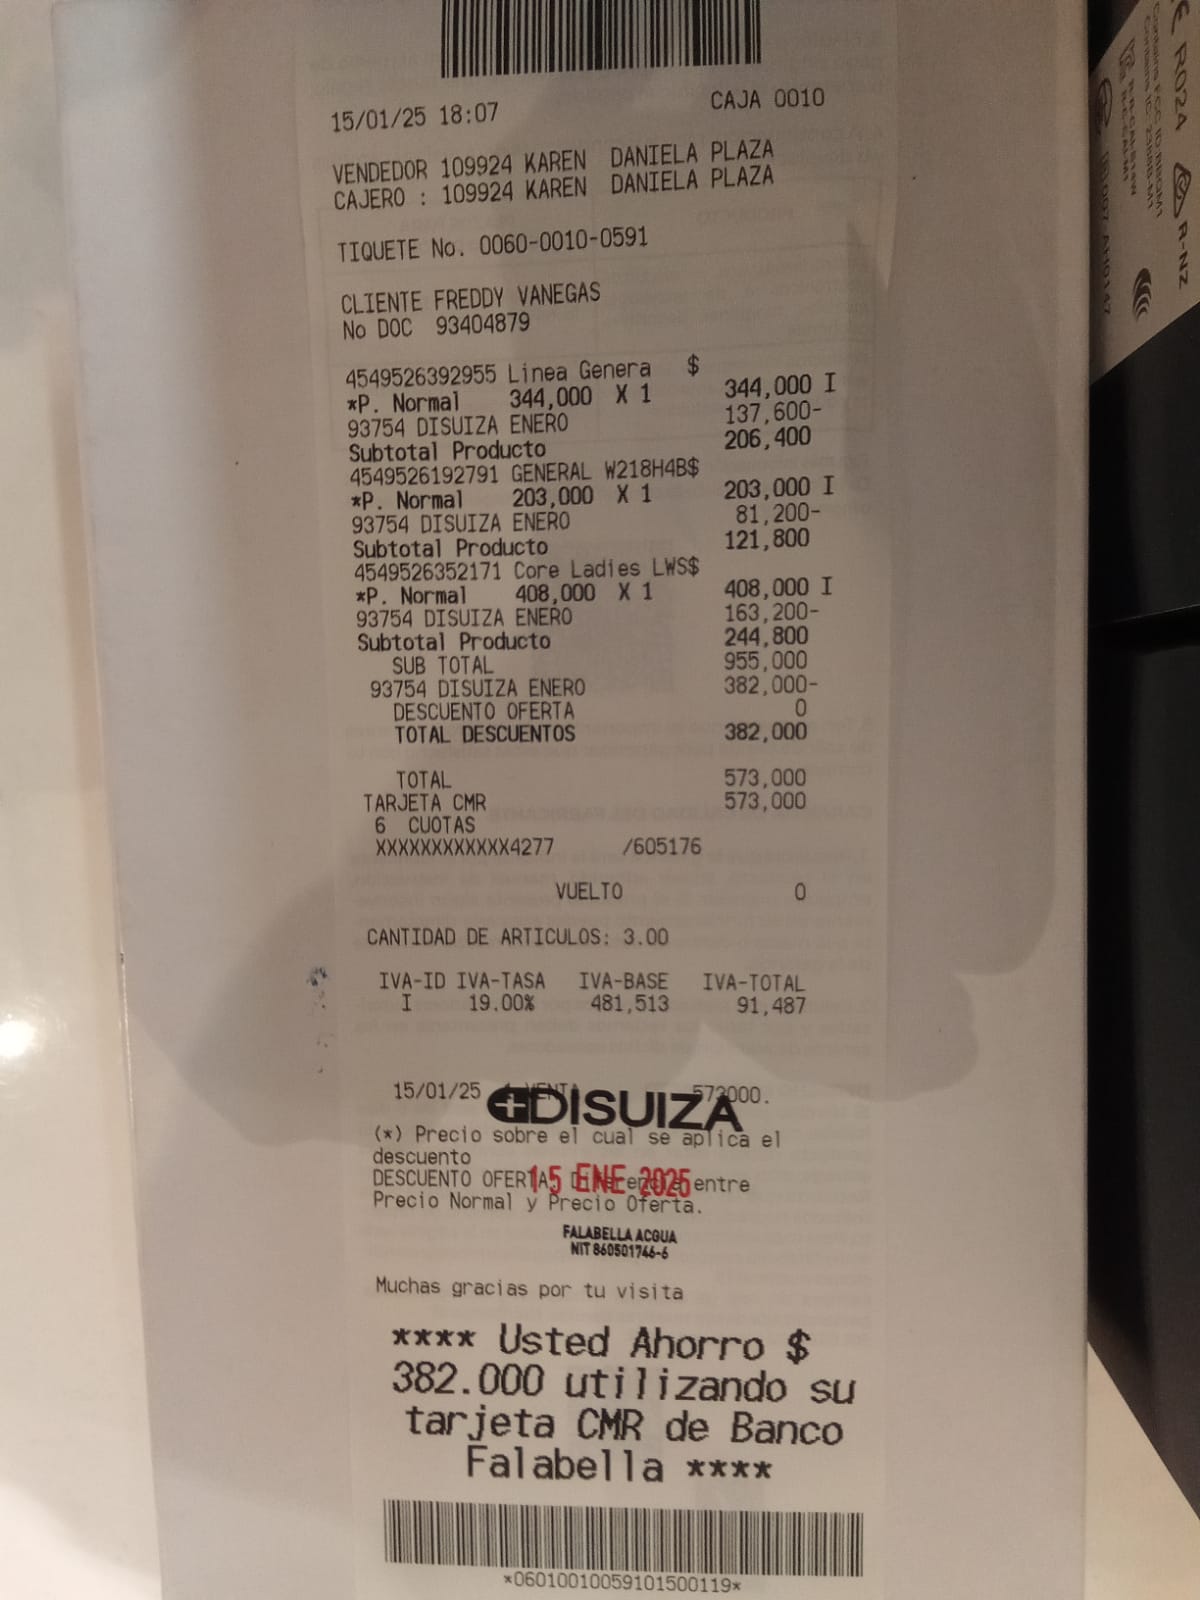 15/01/25 18:07 CAJA 0010
VENDEDOR 109924 KAREN DANIELA PLAZA
CAJERO : 109924 KAREN DANIELA PLAZA
TIQUETE No. 0060-0010-0591
CLIENTE FREDDY VANEGAS
No DOC 93404879
4549526392955 Linea Genera $
*P. Normal 344,000 X 1 344,000 I
93754 DISUIZA ENERO 137,600-
Subtotal Producto 206,400
4549526192791 GENERAL W218H4B$
*P. Normal 203,000 X 1 203,000 I
93754 DISUIZA ENERO 81,200-
Subtotal Producto 121,800
4549526352171 Core Ladies LWS$
*P. Normal 408,000 X 1 408,000 I
93754 DISUIZA ENERO 163,200-
Subtotal Producto 244,800
SUB TOTAL 955,000
93754 DISUIZA ENERO 382,000-
DESCUENTO OFERTA 0
TOTAL DESCUENTOS 382,000
TOTAL 573,000
TARJETA CMR 573,000
6 CUOTAS
XXXXXXXXXXXX4277 /605176
VUELTO 0
CANTIDAD DE ARTICULOS: 3.00
IVA-ID IVA-TASA IVA-BASE IVA-TOTAL
I 19.00% 481,513 91,487
15/01/25 VENTA 573000.
DISUIZA
(*) Precio sobre el cual se aplica el
descuento
DESCUENTO OFERTA: Diferencia entre
15 ENE 2025
Precio Normal y Precio Oferta.
FALABELLA ACQUA
NIT 860501746-6
Muchas gracias por tu visita
**** Usted Ahorro $
382.000 utilizando su
tarjeta CMR de Banco
Falabella ****
*06010010059101500119*
CE R024 R-NZ